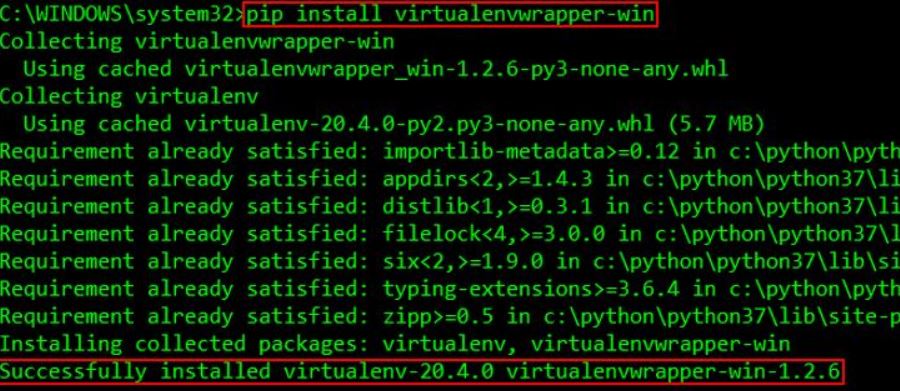 C:\WINDOWS\system32>pip install virtualenvwrapper-win
Collecting virtualenvwrapper-win
  Using cached virtualenvwrapper_win-1.2.6-py3-none-any.whl
Collecting virtualenv
  Using cached virtualenv-20.4.0-py2.py3-none-any.whl (5.7 MB)
Requirement already satisfied: importlib-metadata>=0.12 in c:\python\pyth
Requirement already satisfied: appdirs<2,>=1.4.3 in c:\python\python37\li
Requirement already satisfied: distlib<1,>=0.3.1 in c:\python\python37\li
Requirement already satisfied: filelock<4,>=3.0.0 in c:\python\python37\l
Requirement already satisfied: six<2,>=1.9.0 in c:\python\python37\lib\si
Requirement already satisfied: typing-extensions>=3.6.4 in c:\python\pyth
Requirement already satisfied: zipp>=0.5 in c:\python\python37\lib\site-p
Installing collected packages: virtualenv, virtualenvwrapper-win
Successfully installed virtualenv-20.4.0 virtualenvwrapper-win-1.2.6